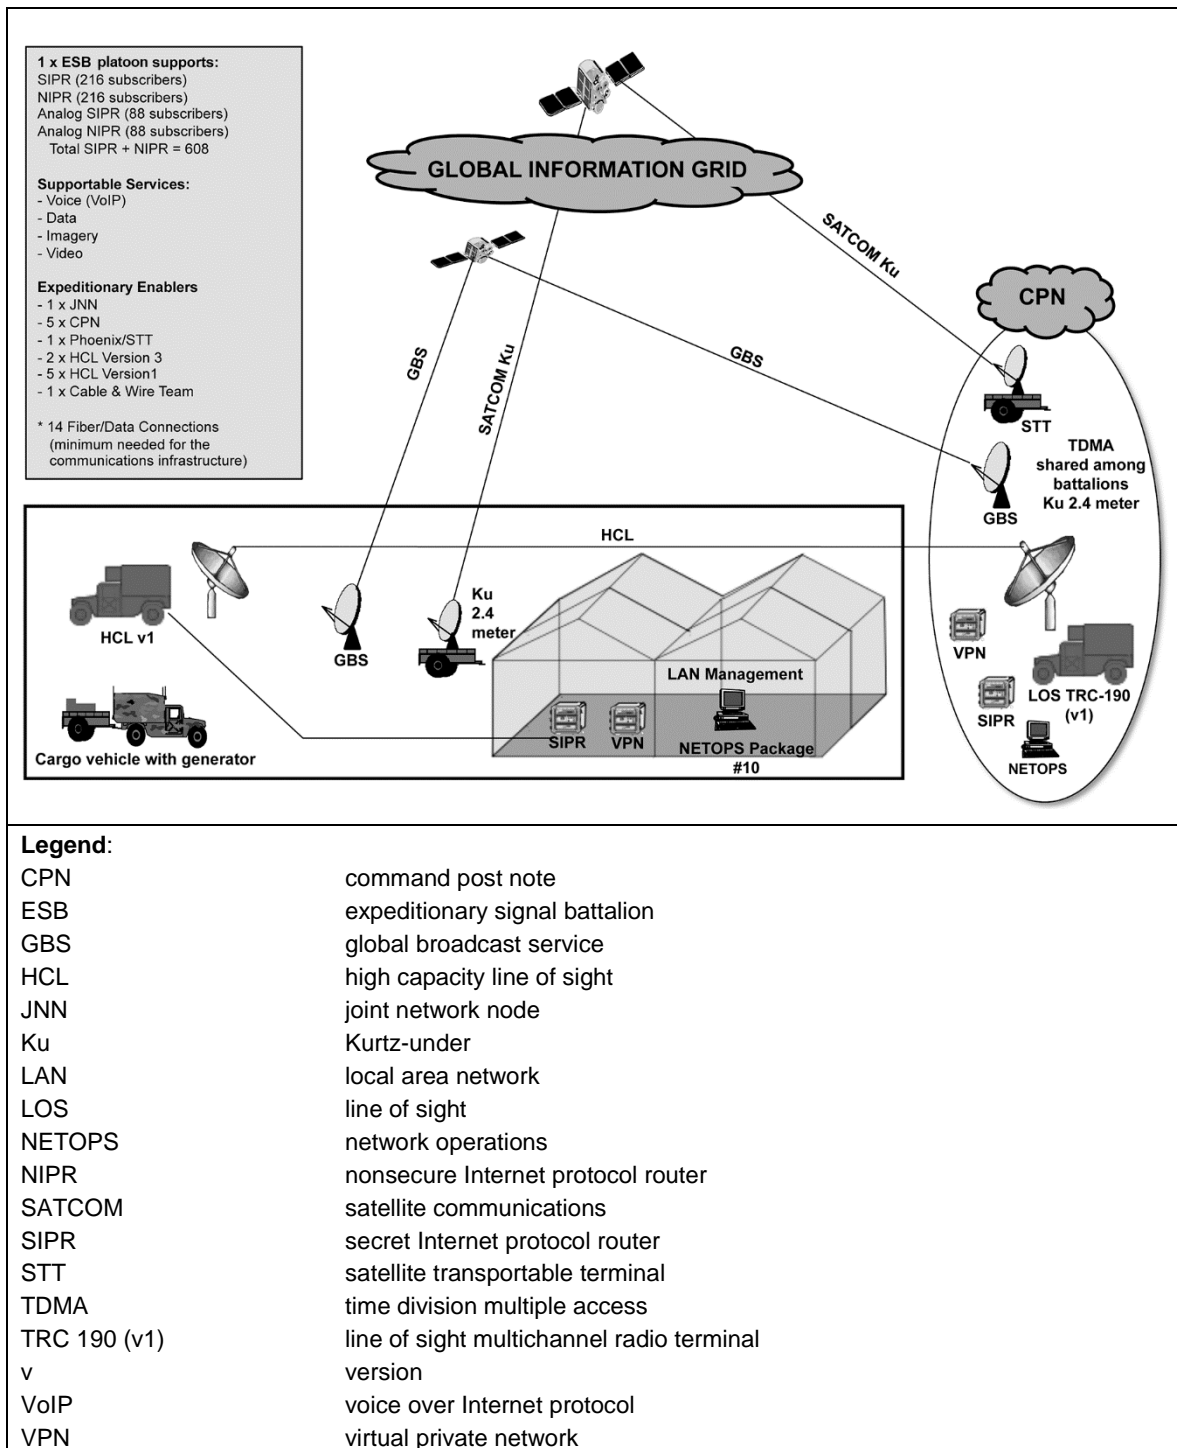 1 x ESB platoon supports:
SIPR (216 subscribers)
NIPR (216 subscribers)
Analog SIPR (88 subscribers)
Analog NIPR (88 subscribers)
Total SIPR + NIPR = 608
Supportable Services:
- Voice (VoIP)
- Data
- Imagery
- Video
Expeditionary Enablers
- 1 x JNN
- 5 x CPN
- 1 x Phoenix/STT
- 2 x HCL Version 3
- 5 x HCL Version1
- 1 x Cable & Wire Team
* 14 Fiber/Data Connections
(minimum needed for the
communications infrastructure)
GLOBAL INFORMATION GRID
SATCOM Ku
CPN
GBS
SATCOM Ku
GBS
STT
TDMA
shared among
battalions
Ku 2.4 meter
GBS
HCL
HCL v1
GBS
Ku
2.4
meter
LAN Management
SIPR
VPN
NETOPS Package
#10
Cargo vehicle with generator
VPN
SIPR
LOS TRC-190
(v1)
NETOPS
Legend:
CPN command post note
ESB expeditionary signal battalion
GBS global broadcast service
HCL high capacity line of sight
JNN joint network node
Ku Kurtz-under
LAN local area network
LOS line of sight
NETOPS network operations
NIPR nonsecure Internet protocol router
SATCOM satellite communications
SIPR secret Internet protocol router
STT satellite transportable terminal
TDMA time division multiple access
TRC 190 (v1) line of sight multichannel radio terminal
v version
VoIP voice over Internet protocol
VPN virtual private network